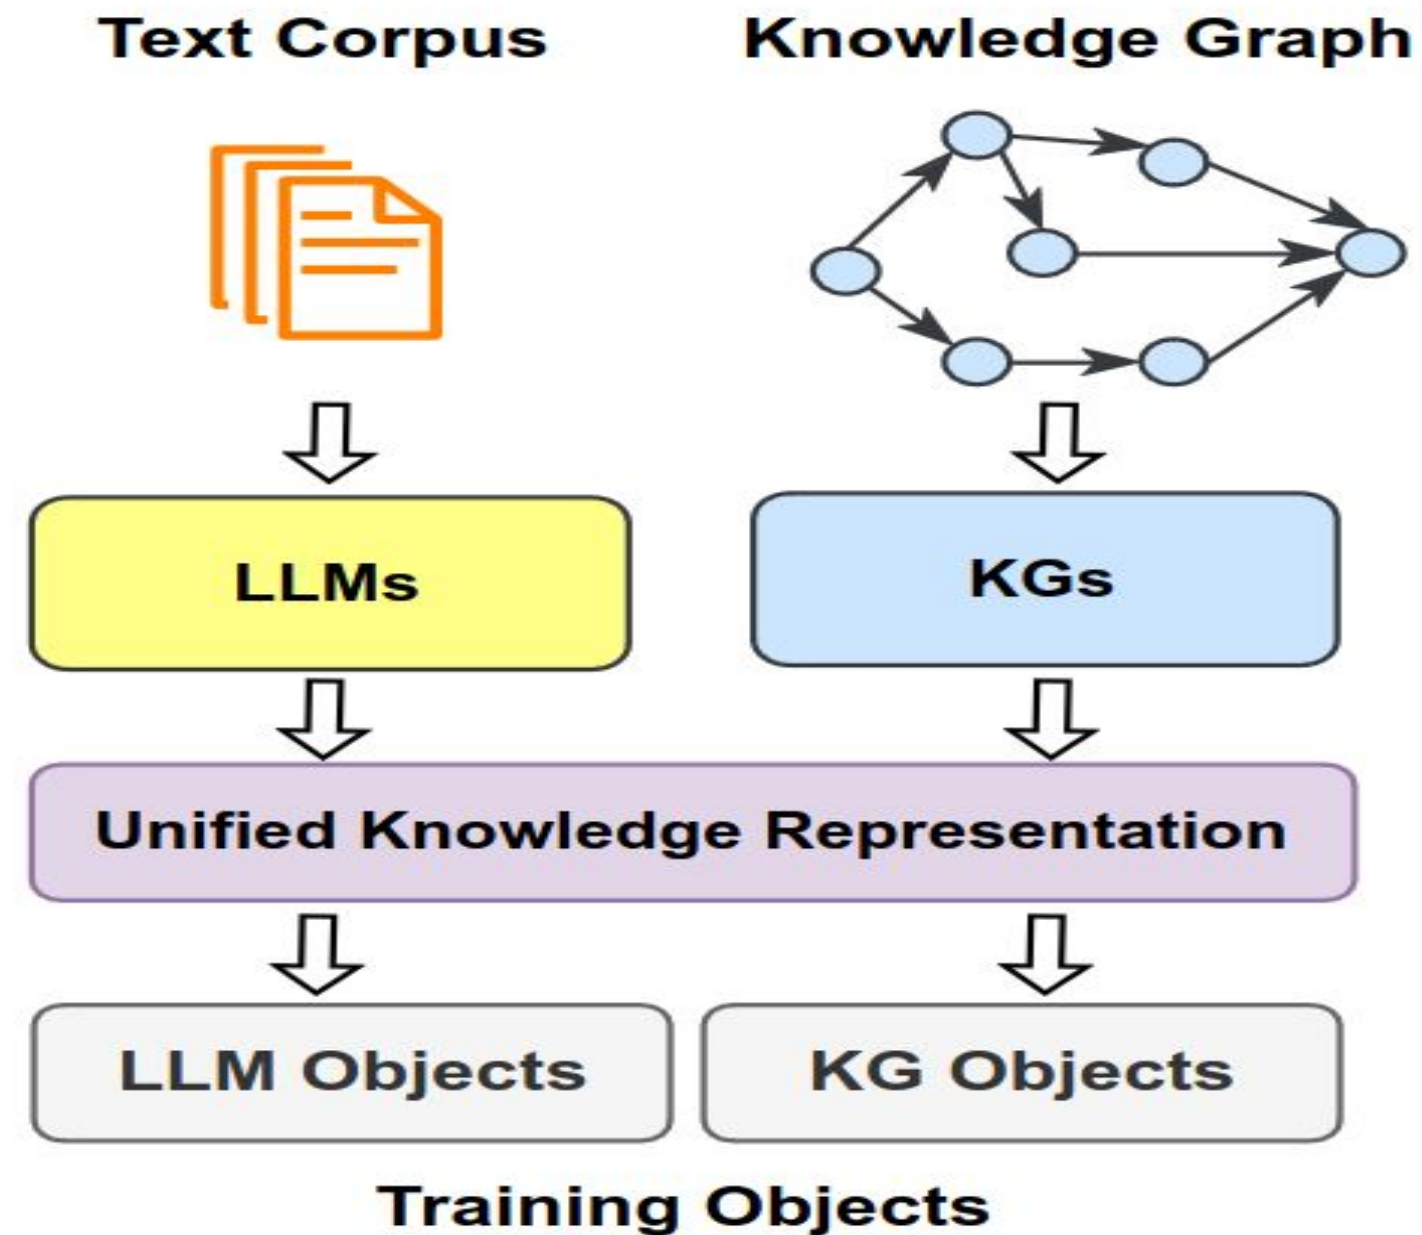 Text Corpus
Knowledge Graph
LLMs
KGs
Unified Knowledge Representation
LLM Objects
KG Objects
Training Objects